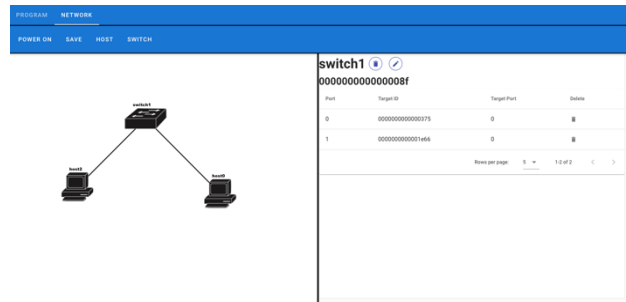 PROGRAM NETWORK
POWER ON SAVE HOST SWITCH
switch1
000000000000008f
Port Target ID Target Port Delete
0 0000000000000375 0
1 0000000000001e66 0
Rows per page: 5 1-2 of 2
switch1
host2
host0